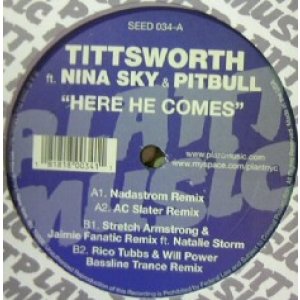 SEED 034-A
TITTSWORTH
ft. NINA SKY & PITBULL
"HERE HE COMES"
www.plantmusic.com
www.myspace.com/plantnyc
A1. Nadastrom Remix
A2. AC Slater Remix
B1. Stretch Armstrong &
Jaimie Fanatic Remix ft. Natalie Storm
B2. Rico Tubbs & Will Power
Bassline Trance Remix
PLANT
MUSIC